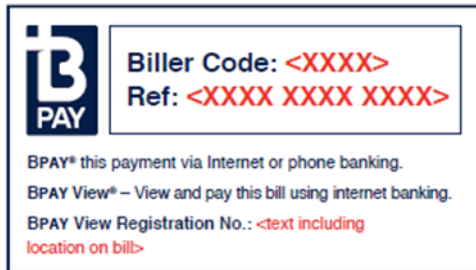 B
PAY
Biller Code: <XXXX>
Ref: <XXXX XXXX XXXX>
BPAY® this payment via Internet or phone banking.
BPAY View® – View and pay this bill using internet banking.
BPAY View Registration No.: <text including
location on bill>